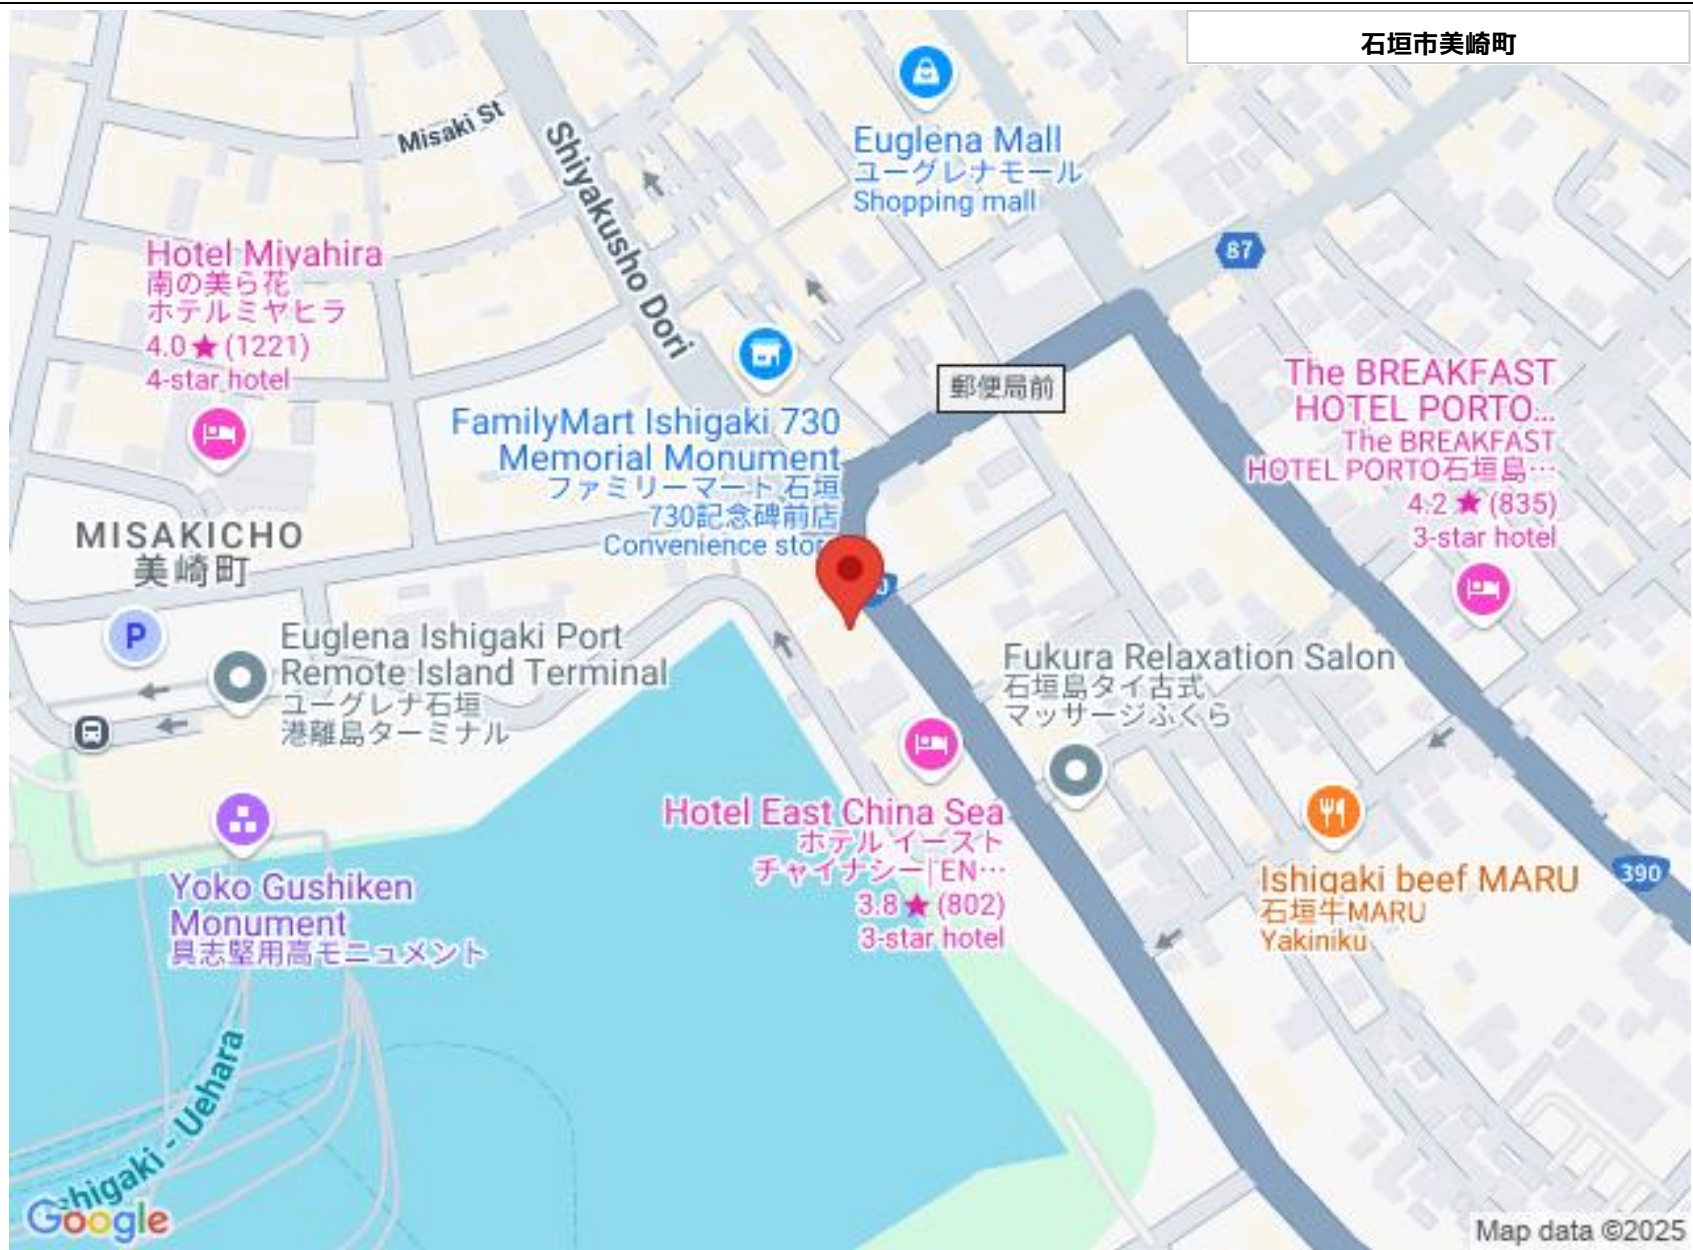 石垣市美崎町
Misaki St
Shiyakusho Dori
Euglena Mall
ユーグレナモール
Shopping mall
87
Hotel Miyahira
南の美ら花
ホテルミヤヒラ
4.0 ★ (1221)
4-star hotel
郵便局前
The BREAKFAST
HOTEL PORTO...
The BREAKFAST
HOTEL PORTO石垣島…
4.2 ★ (835)
3-star hotel
FamilyMart Ishigaki 730
Memorial Monument
ファミリーマート 石垣
730記念碑前店
Convenience
MISAKICHO
美崎町
P
Euglena Ishigaki Port
Remote Island Terminal
ユーグレナ石垣
港離島ターミナル
Fukura Relaxation Salon
石垣島タイ古式
マッサージふくら
Hotel East China Sea
ホテル イースト
チャイナシー|EN…
3.8 ★ (802)
3-star hotel
Yoko Gushiken
Monument
具志堅用高モニュメント
Ishigaki beef MARU
石垣牛MARU
Yakiniku
390
Uehara
Google
Map data ©2025